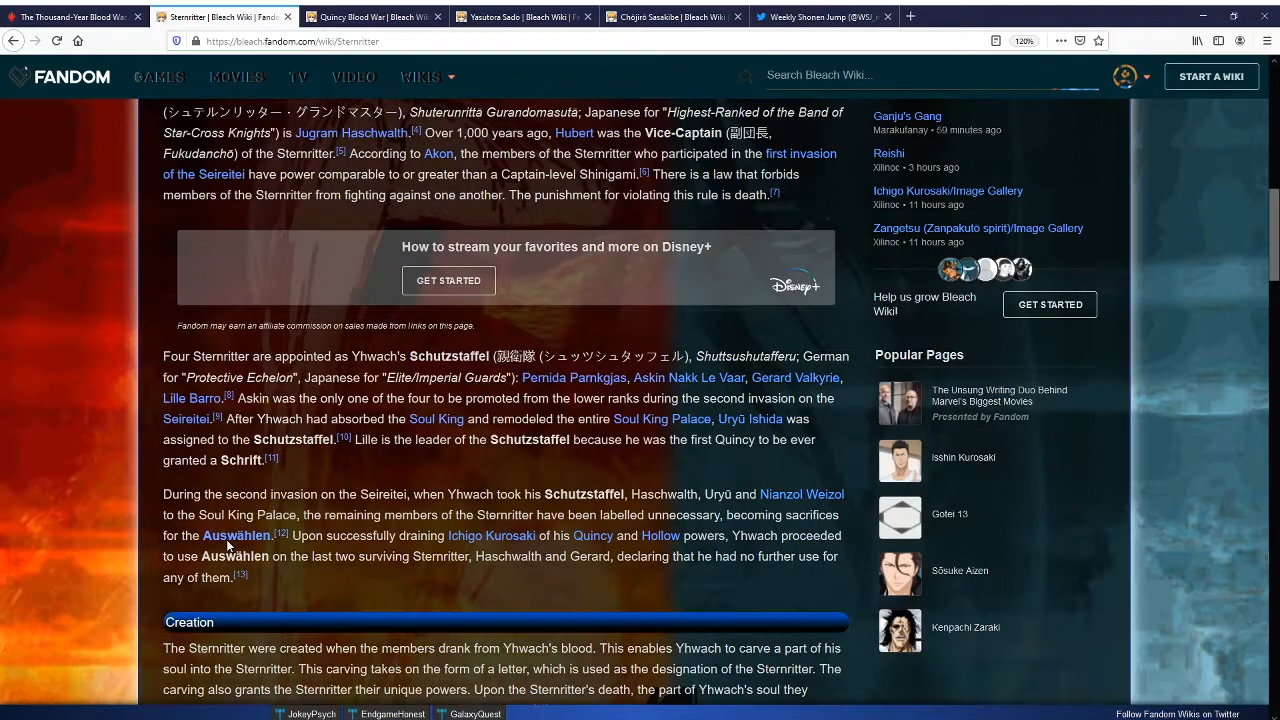 The Thousand-Year Blood War
Sternritter | Bleach Wiki | Fando
Quincy Blood War | Bleach Wiki
Yasutora Sado | Bleach Wiki | F
Chōjirō Sasakibe | Bleach Wiki
Weekly Shonen Jump (@WSJ_
https://bleach.fandom.com/wiki/Sternritter
120%
FANDOM
GAMES
MOVIES
TV
VIDEO
WIKIS
Search Bleach Wiki...
START A WIKI
(シュテルンリッター・グランドマスター), Shuterunrittā Gurandomasutā; Japanese for "Highest-Ranked of the Band of
Star-Cross Knights") is Jugram Haschwalth.[4] Over 1,000 years ago, Hubert was the Vice-Captain (副団長,
Fukudanchō) of the Sternritter.[5] According to Akon, the members of the Sternritter who participated in the first invasion
of the Seireitei have power comparable to or greater than a Captain-level Shinigami.[6] There is a law that forbids
members of the Sternritter from fighting against one another. The punishment for violating this rule is death.[7]
How to stream your favorites and more on Disney+
GET STARTED
Disney+
Fandom may earn an affiliate commission on sales made from links on this page.
Four Sternritter are appointed as Yhwach's Schutzstaffel (親衛隊 (シュッツシュタッフェル), Shuttsushutafferu; German
for "Protective Echelon", Japanese for "Elite/Imperial Guards"): Pernida Parnkgjas, Askin Nakk Le Vaar, Gerard Valkyrie,
Lille Barro.[8] Askin was the only one of the four to be promoted from the lower ranks during the second invasion on the
Seireitei.[9] After Yhwach had absorbed the Soul King and remodeled the entire Soul King Palace, Uryū Ishida was
assigned to the Schutzstaffel.[10] Lille is the leader of the Schutzstaffel because he was the first Quincy to be ever
granted a Schrift.[11]
During the second invasion on the Seireitei, when Yhwach took his Schutzstaffel, Haschwalth, Uryū and Nianzol Weizol
to the Soul King Palace, the remaining members of the Sternritter have been labelled unnecessary, becoming sacrifices
for the Auswählen.[12] Upon successfully draining Ichigo Kurosaki of his Quincy and Hollow powers, Yhwach proceeded
to use Auswählen on the last two surviving Sternritter, Haschwalth and Gerard, declaring that he had no further use for
any of them.[13]
Creation
The Sternritter were created when the members drank from Yhwach's blood. This enables Yhwach to carve a part of his
soul into the Sternritter. This carving takes on the form of a letter, which is used as the designation of the Sternritter. The
carving also grants the Sternritter their unique powers. Upon the Sternritter's death, the part of Yhwach's soul they
Ganju's Gang
Marakutanay • 59 minutes ago
Reishi
Xilinoc • 3 hours ago
Ichigo Kurosaki/Image Gallery
Xilinoc • 11 hours ago
Zangetsu (Zanpakutō spirit)/Image Gallery
Xilinoc • 11 hours ago
Help us grow Bleach
Wiki!
GET STARTED
Popular Pages
The Unsung Writing Duo Behind
Marvel's Biggest Movies
Presented by Fandom
Isshin Kurosaki
Gotei 13
Sōsuke Aizen
Kenpachi Zaraki
JokeyPsych
EndgameHonest
GalaxyQuest
Follow Fandom Wikis on Twitter